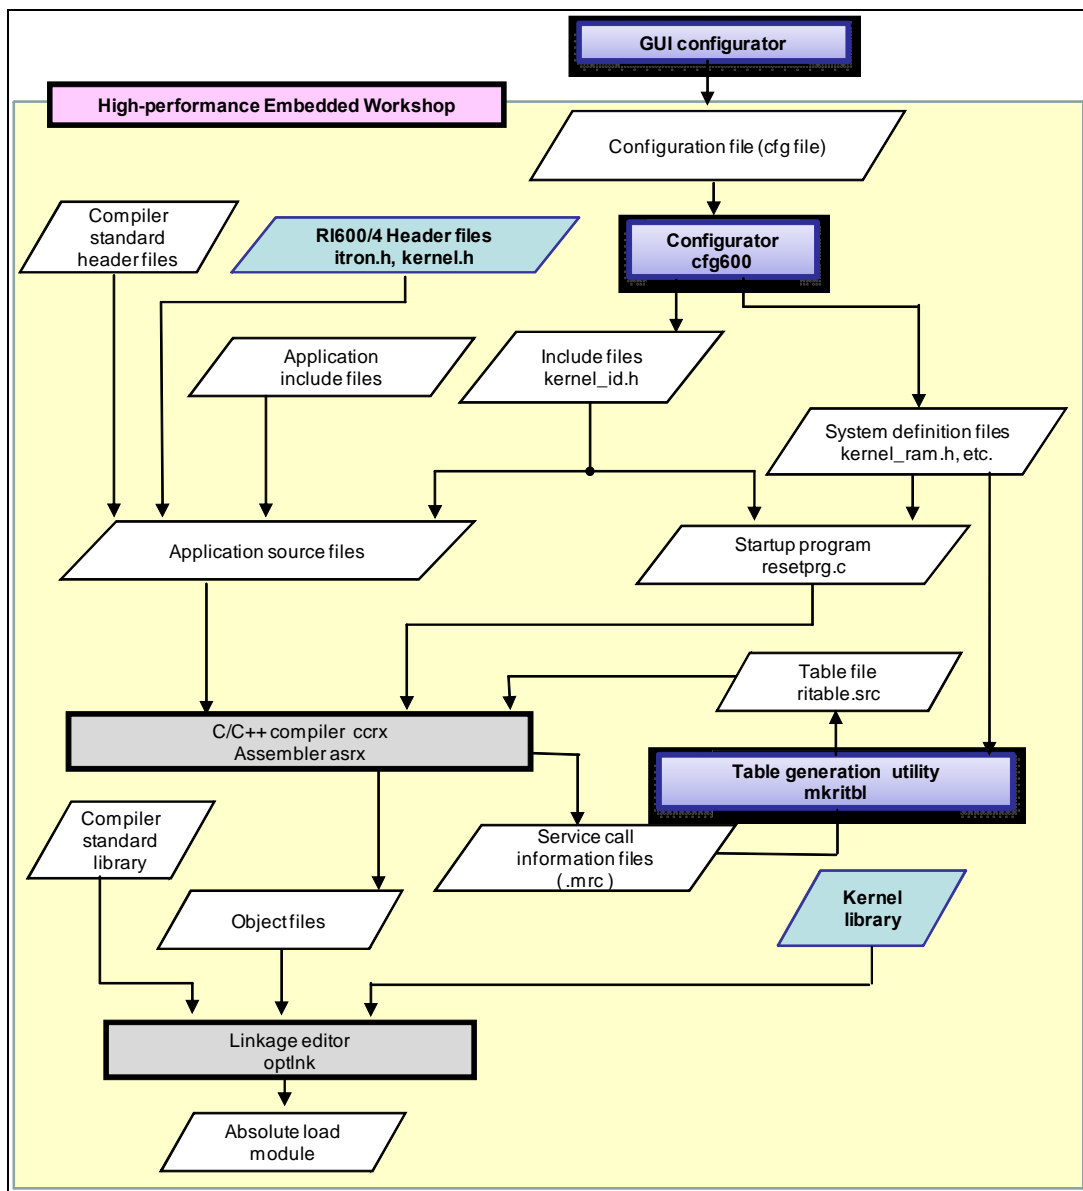 GUI configurator
High-performance Embedded Workshop
Configuration file (cfg file)
Compiler
standard
header files
RI600/4 Header files
itron.h, kernel.h
Configurator
cfg600
Application
include files
Include files
kernel_id.h
System definition files
kernel_ram.h, etc.
Application source files
Startup program
resetprg.c
Table file
ritable.src
C/C++ compiler ccrx
Assembler asrx
Table generation utility
mkritbl
Compiler
standard
library
Service call
information files
( .mrc )
Kernel
library
Object files
Linkage editor
optlnk
Absolute load
module